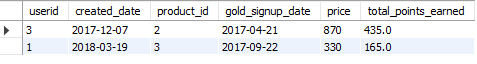 userid created_date product_id gold_signup_date price total_points_earned
3 2017-12-07 2 2017-04-21 870 435.0
1 2018-03-19 3 2017-09-22 330 165.0